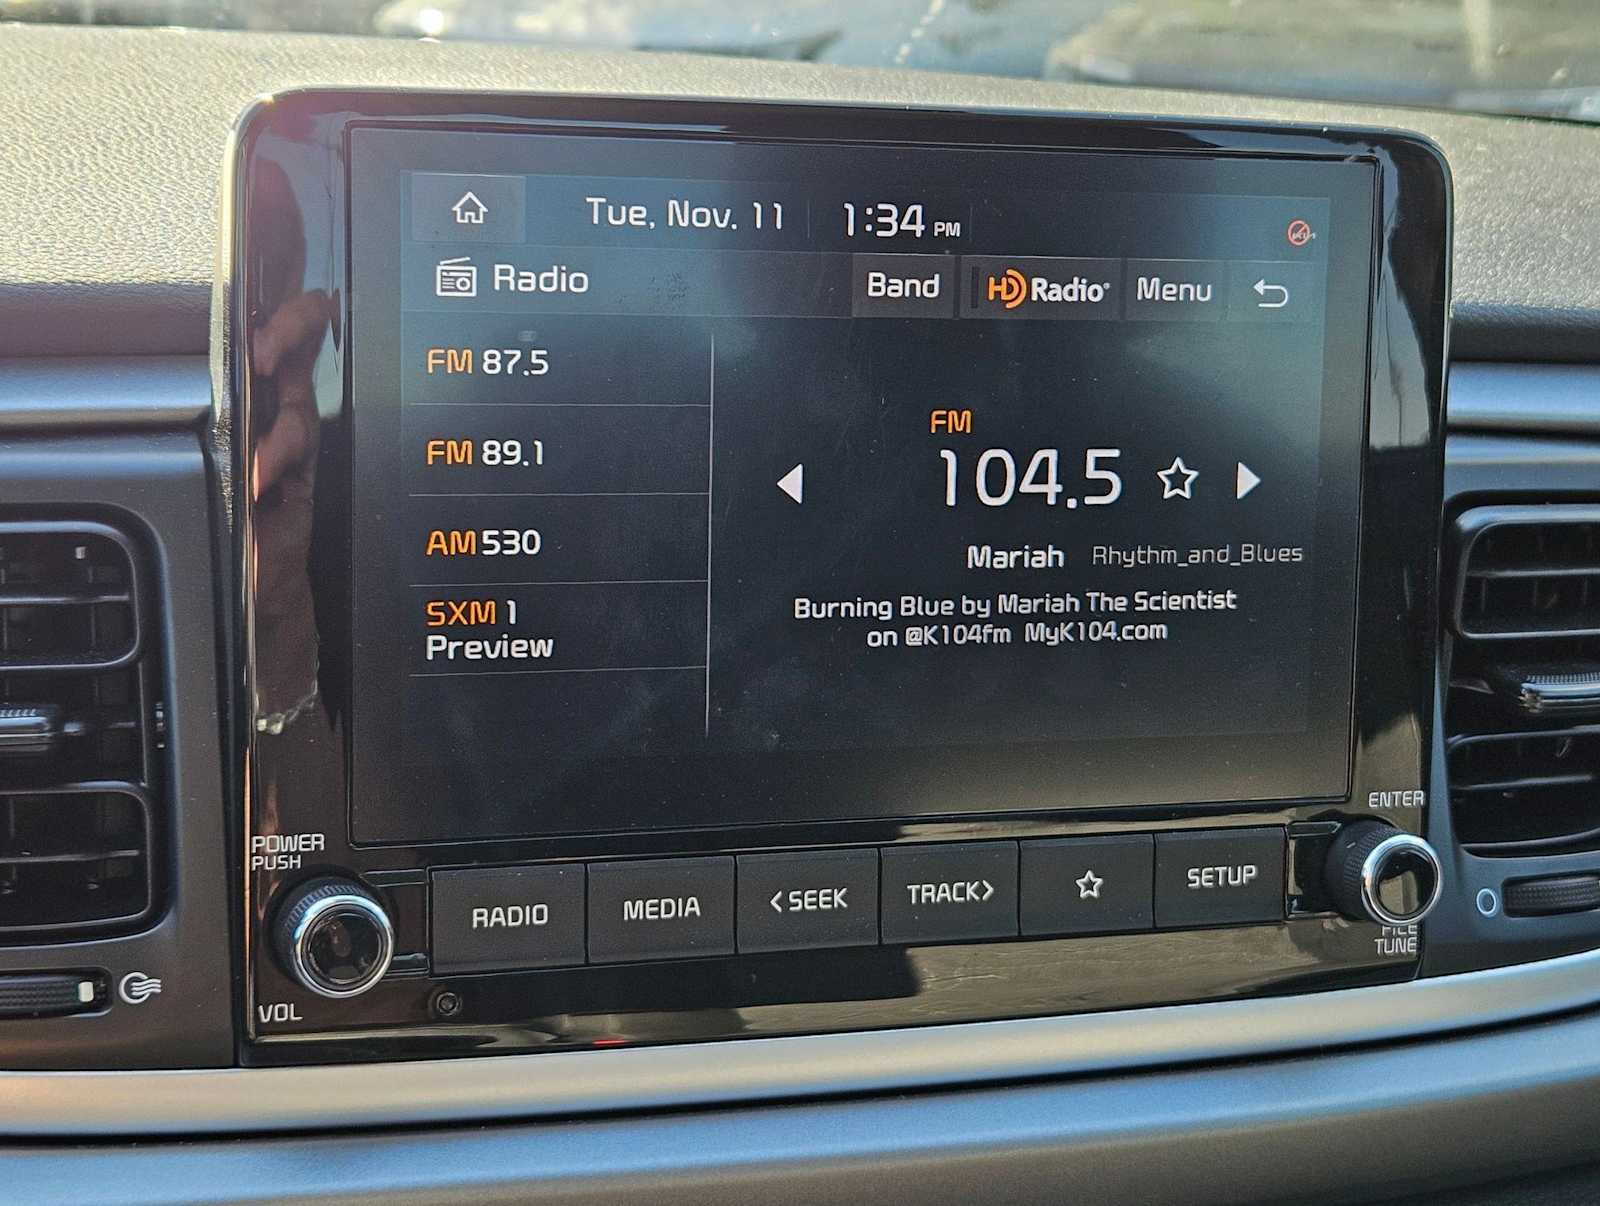 Tue, Nov. 11 1:34 PM
Radio Band HD Radio® Menu
FM 87.5
FM 89.1
AM 530
SXM 1
Preview
FM
104.5
Mariah Rhythm_and_Blues
Burning Blue by Mariah The Scientist
on @K104fm MyK104.com
POWER
PUSH
VOL
RADIO MEDIA <SEEK TRACK> SETUP
ENTER
FILE
TUNE